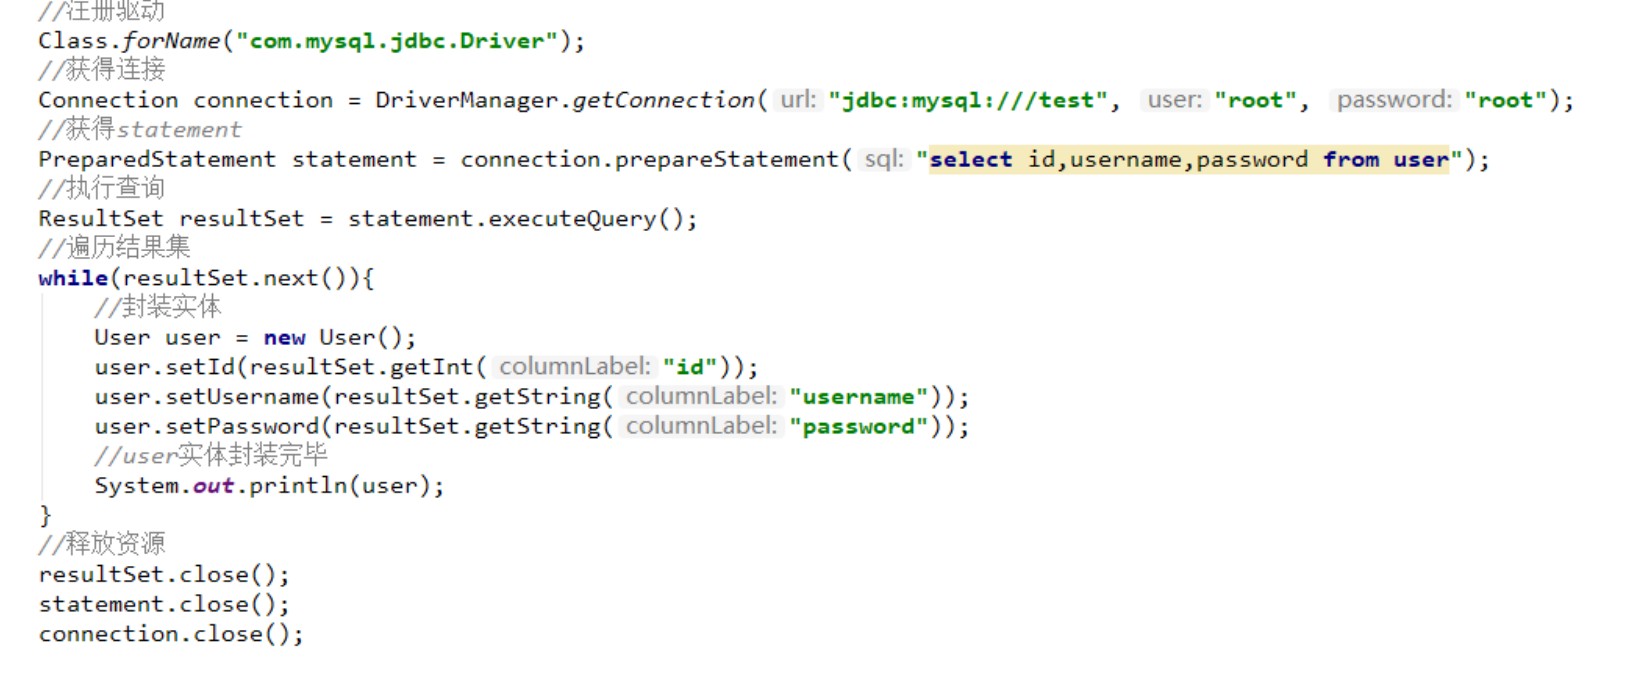 //注册驱动
Class.forName("com.mysql.jdbc.Driver");
//获得连接
Connection connection = DriverManager.getConnection( url: "jdbc:mysql:///test", user: "root", password: "root");
//获得statement
PreparedStatement statement = connection.prepareStatement( sql: "select id,username,password from user");
//执行查询
ResultSet resultSet = statement.executeQuery();
//遍历结果集
while(resultSet.next()){
//封装实体
User user = new User();
user.setId(resultSet.getInt( columnLabel: "id"));
user.setUsername(resultSet.getString( columnLabel: "username"));
user.setPassword(resultSet.getString( columnLabel: "password"));
//user实体封装完毕
System.out.println(user);
}
//释放资源
resultSet.close();
statement.close();
connection.close();